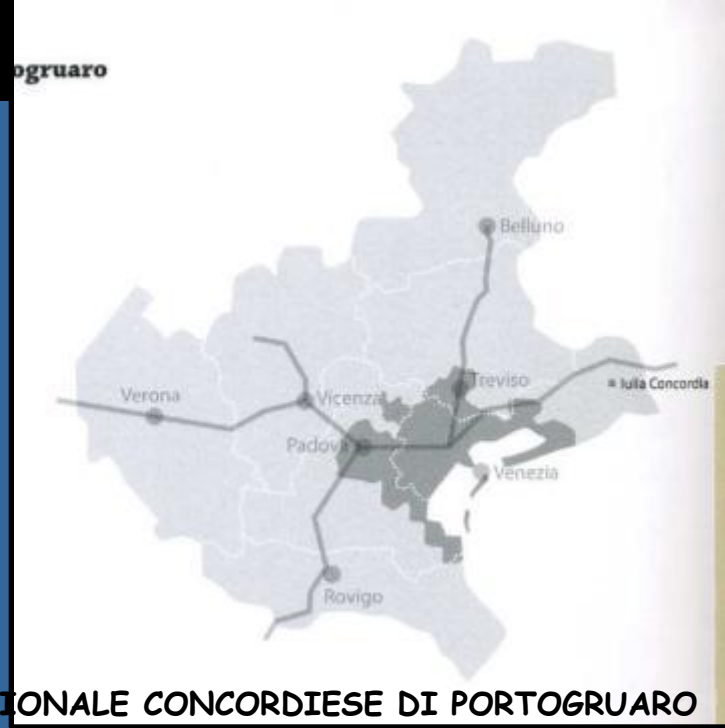 ogruaro
Belluno
Treviso
Iulia Concordia
Verona
Vicenza
Padova
Venezia
Rovigo
IONALE CONCORDIESE DI PORTOGRUARO